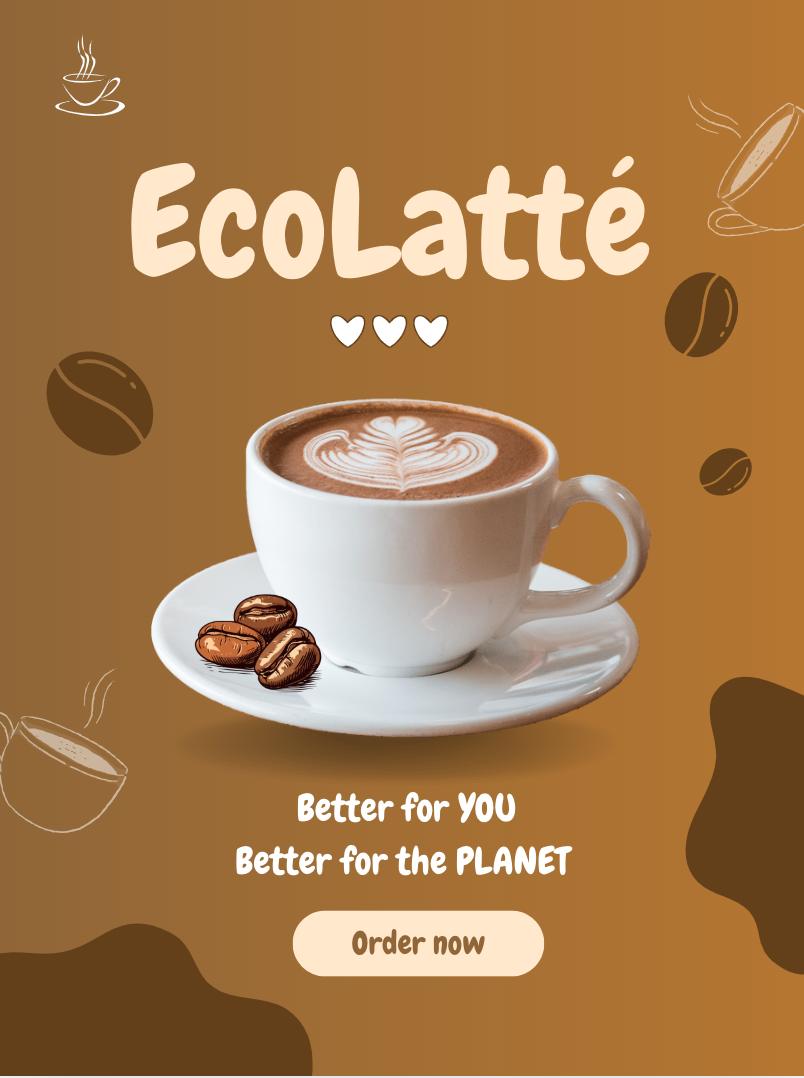 EcoLatté
Better for YOU
Better for the PLANET
Order now